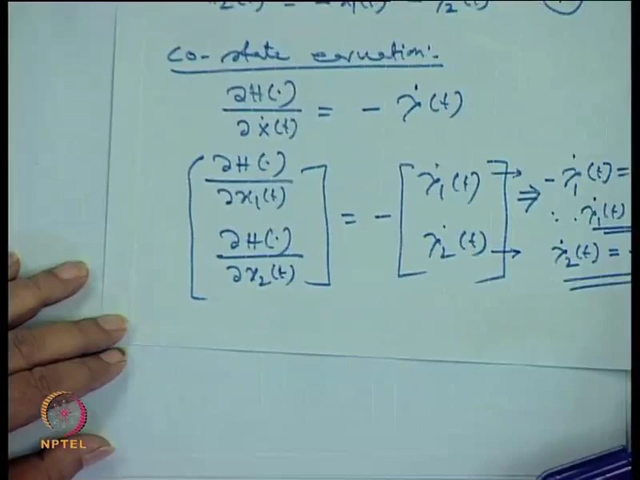 Co-state equation:
∂H(·)/∂ẋ(t) = - λ̇(t)
[∂H(·)/∂x₁(t) ∂H(·)/∂x₂(t)] = - [λ̇₁(t) → λ̇₂(t) →] ⇒ - λ̇₁(t) =
∴ λ̇₁(t)
λ̇₂(t) = -
NPTEL